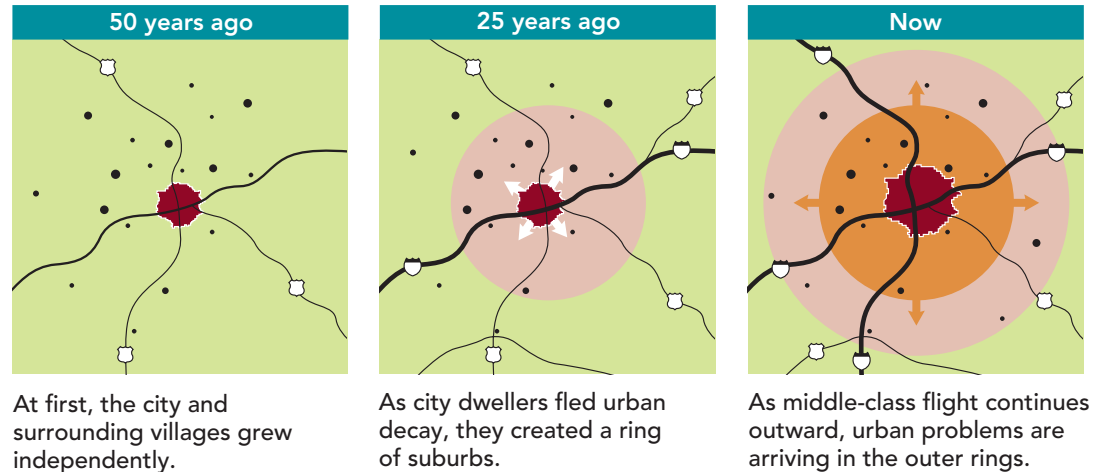 50 years ago
25 years ago
Now
At first, the city and
surrounding villages grew
independently.
As city dwellers fled urban
decay, they created a ring
of suburbs.
As middle-class flight continues
outward, urban problems are
arriving in the outer rings.